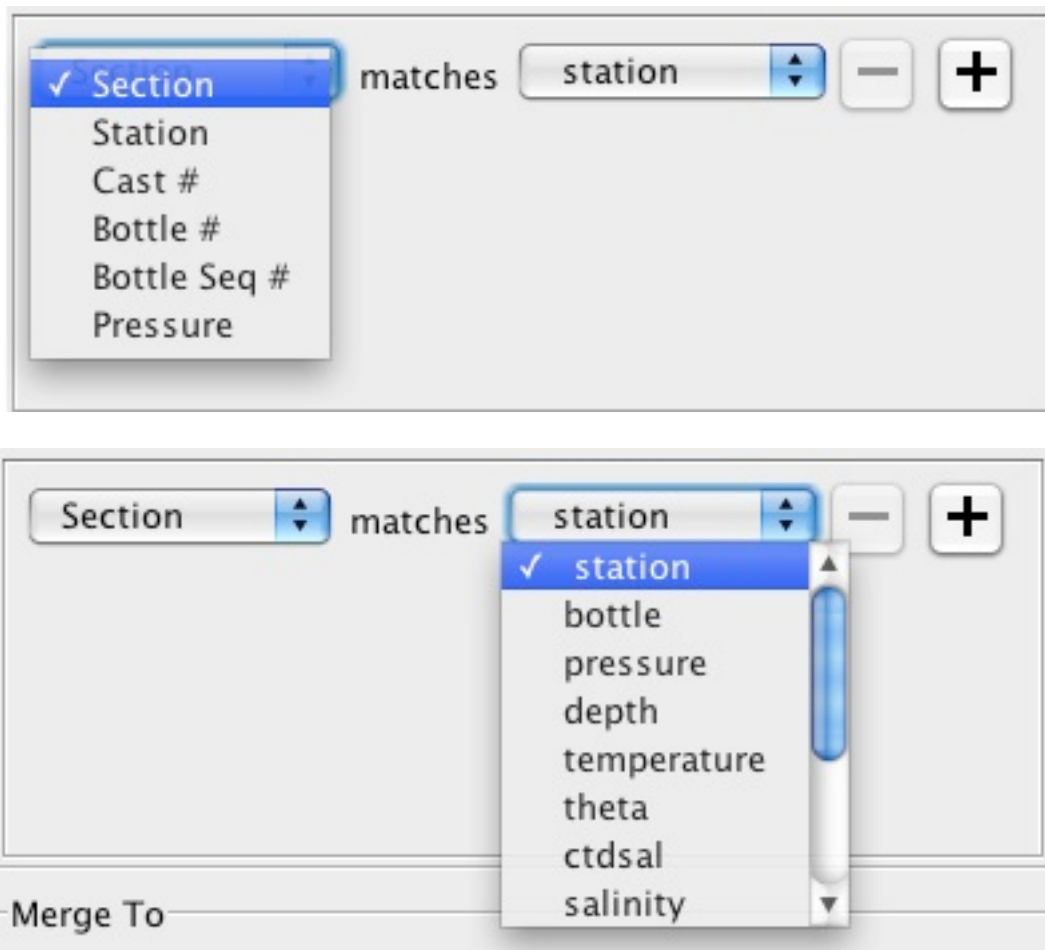 ✓ Section matches station − +
Station
Cast #
Bottle #
Bottle Seq #
Pressure
Section matches station − +
✓ station
bottle
pressure
depth
temperature
theta
ctdsal
salinity
Merge To